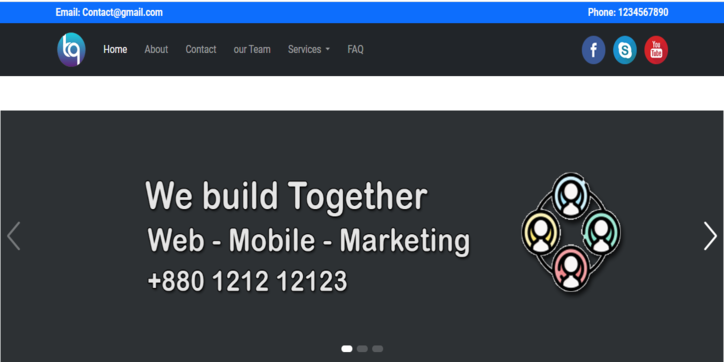 Email: Contact@gmail.com Phone: 1234567890
tq Home About Contact our Team Services FAQ
You Tube
We build Together
Web - Mobile - Marketing
+880 1212 12123